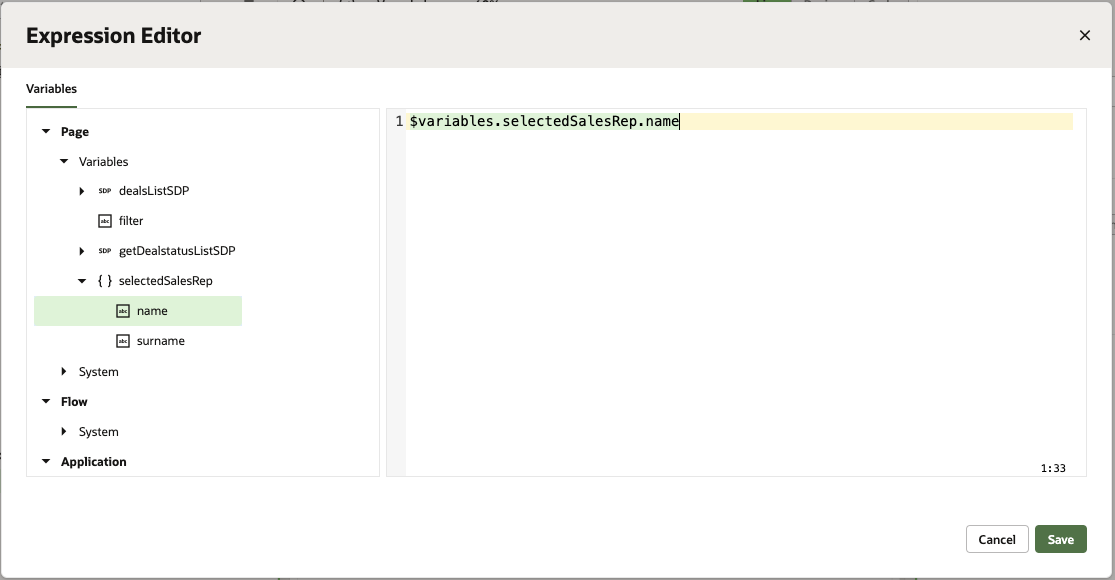 Expression Editor
Variables
Page
Variables
SDP dealsListSDP
abc filter
SDP getDealstatusListSDP
{ } selectedSalesRep
abc name
abc surname
System
Flow
System
Application
1 $variables.selectedSalesRep.name
1:33
Cancel Save